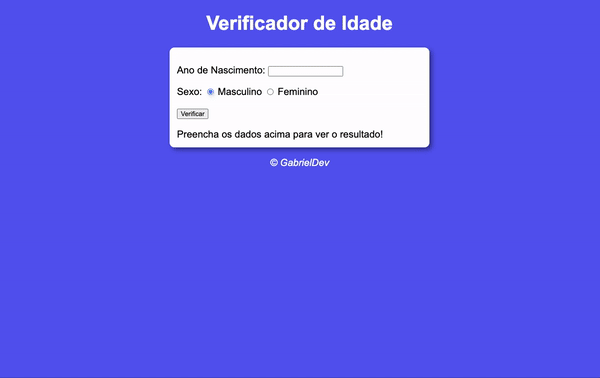 Verificador de Idade
Ano de Nascimento:
Sexo: Masculino Feminino
Verificar
Preencha os dados acima para ver o resultado!
© GabrielDev